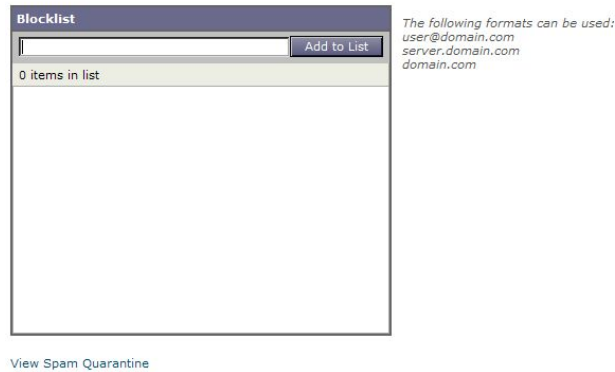 Blocklist
Add to List
0 items in list
The following formats can be used:
user@domain.com
server.domain.com
domain.com
View Spam Quarantine